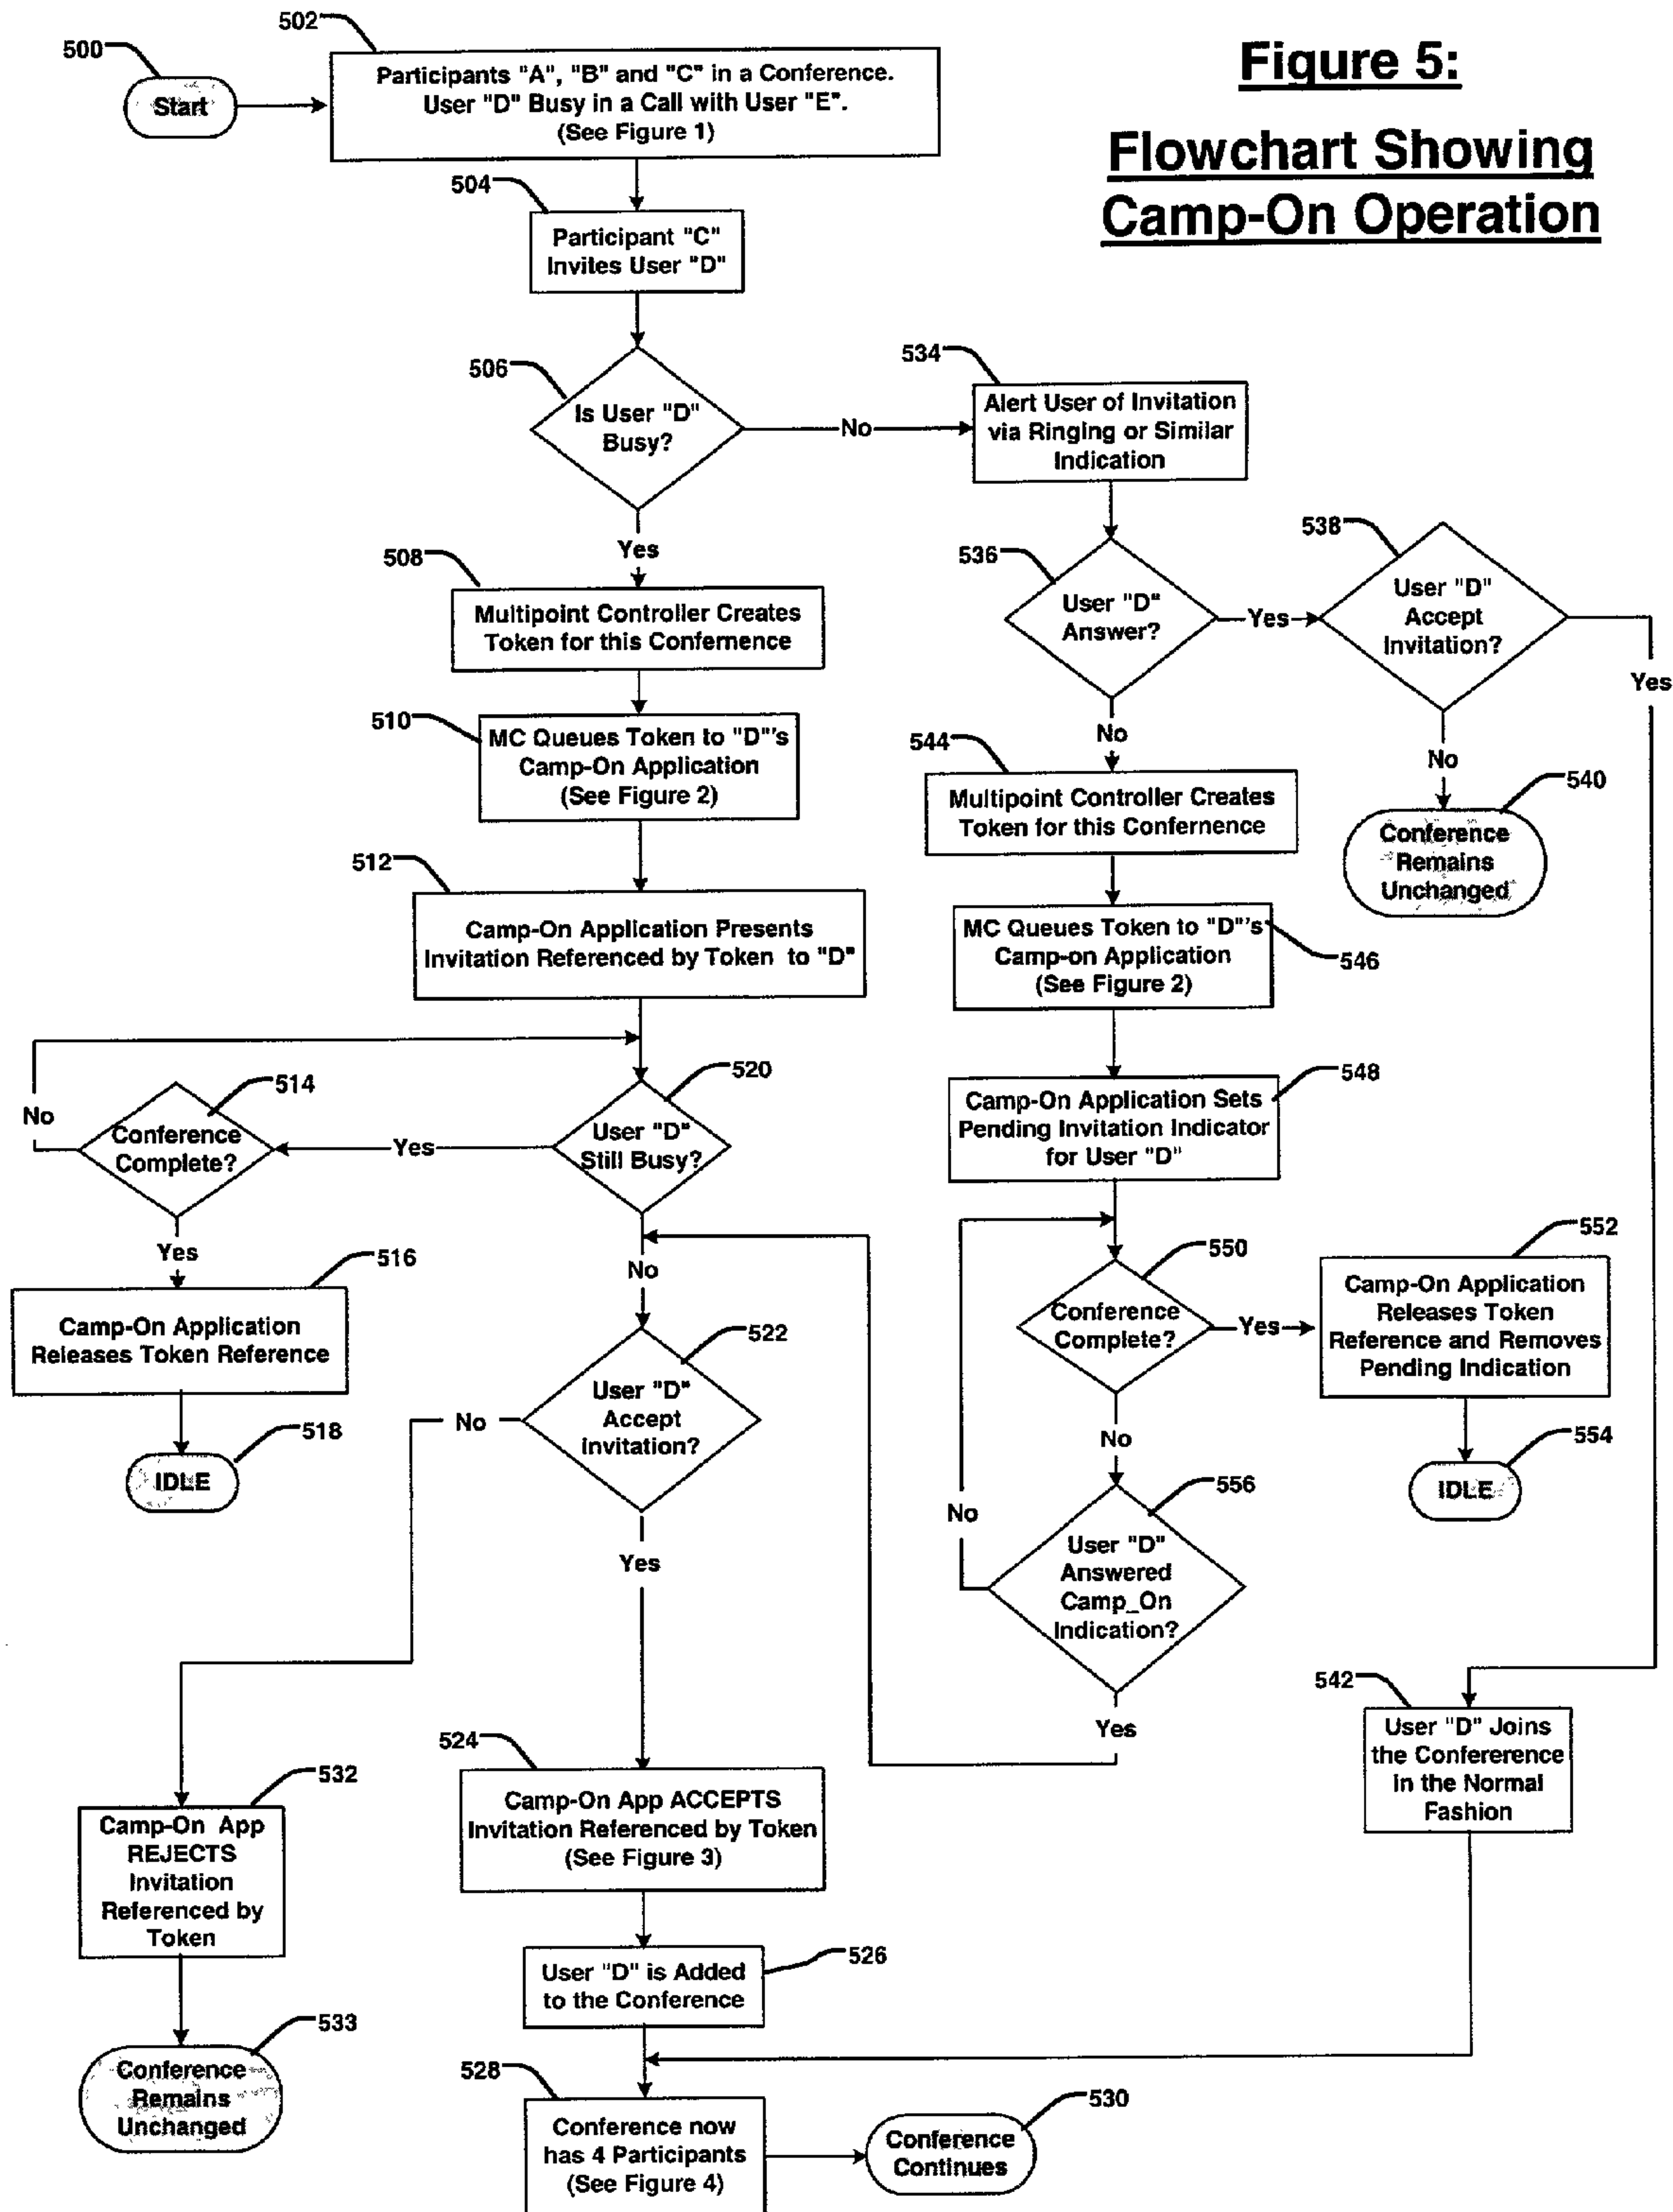 Figure 5:
Flowchart Showing
Camp-On Operation
500
Start
502
Participants "A", "B" and "C" in a Conference.
User "D" Busy in a Call with User "E".
(See Figure 1)
504
Participant "C"
Invites User "D"
506
Is User "D"
Busy?
No
Yes
534
Alert User of Invitation
via Ringing or Similar
Indication
508
Multipoint Controller Creates
Token for this Confernence
536
User "D"
Answer?
Yes
No
538
User "D"
Accept
Invitation?
Yes
No
540
Conference
Remains
Unchanged
510
MC Queues Token to "D"'s
Camp-On Application
(See Figure 2)
544
Multipoint Controller Creates
Token for this Confernence
512
Camp-On Application Presents
Invitation Referenced by Token to "D"
546
MC Queues Token to "D"'s
Camp-on Application
(See Figure 2)
514
Conference
Complete?
No
Yes
520
User "D"
Still Busy?
Yes
No
548
Camp-On Application Sets
Pending Invitation Indicator
for User "D"
516
Camp-On Application
Releases Token Reference
518
IDLE
522
User "D"
Accept
Invitation?
No
Yes
550
Conference
Complete?
Yes
No
552
Camp-On Application
Releases Token
Reference and Removes
Pending Indication
554
IDLE
556
User "D"
Answered
Camp_On
Indication?
No
Yes
542
User "D" Joins
the Confererence
in the Normal
Fashion
532
Camp-On App
REJECTS
Invitation
Referenced by
Token
533
Conference
Remains
Unchanged
524
Camp-On App ACCEPTS
Invitation Referenced by Token
(See Figure 3)
526
User "D" is Added
to the Conference
528
Conference now
has 4 Participants
(See Figure 4)
530
Conference
Continues